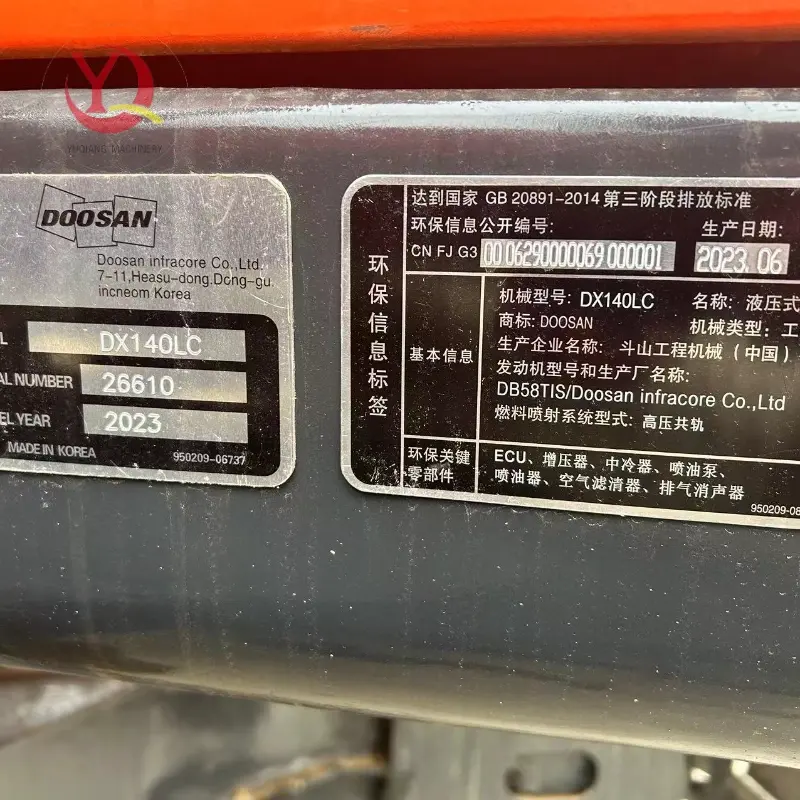 YUQIANG MACHINERY
DOOSAN
Doosan infracore Co.,Ltd.
7-11,Heasu-dong.Dong-gu
incneom Korea
L DX140LC
AL NUMBER 26610
EL YEAR 2023
MADE IN KOREA 950209-06737
环保信息标签
达到国家 GB 20891-2014 第三阶段排放标准
环保信息公开编号: 生产日期:
CN FJ G3 00 06290000069 000001 2023.06
基本信息
机械型号: DX140LC 名称: 液压式
商标: DOOSAN 机械类型: 工
生产企业名称: 斗山工程机械 (中国)
发动机型号和生产厂名称:
DB58TIS/Doosan infracore Co.,Ltd
燃料喷射系统型式: 高压共轨
环保关键
零部件
ECU、增压器、中冷器、喷油泵、
喷油器、空气滤清器、排气消声器
950209-08